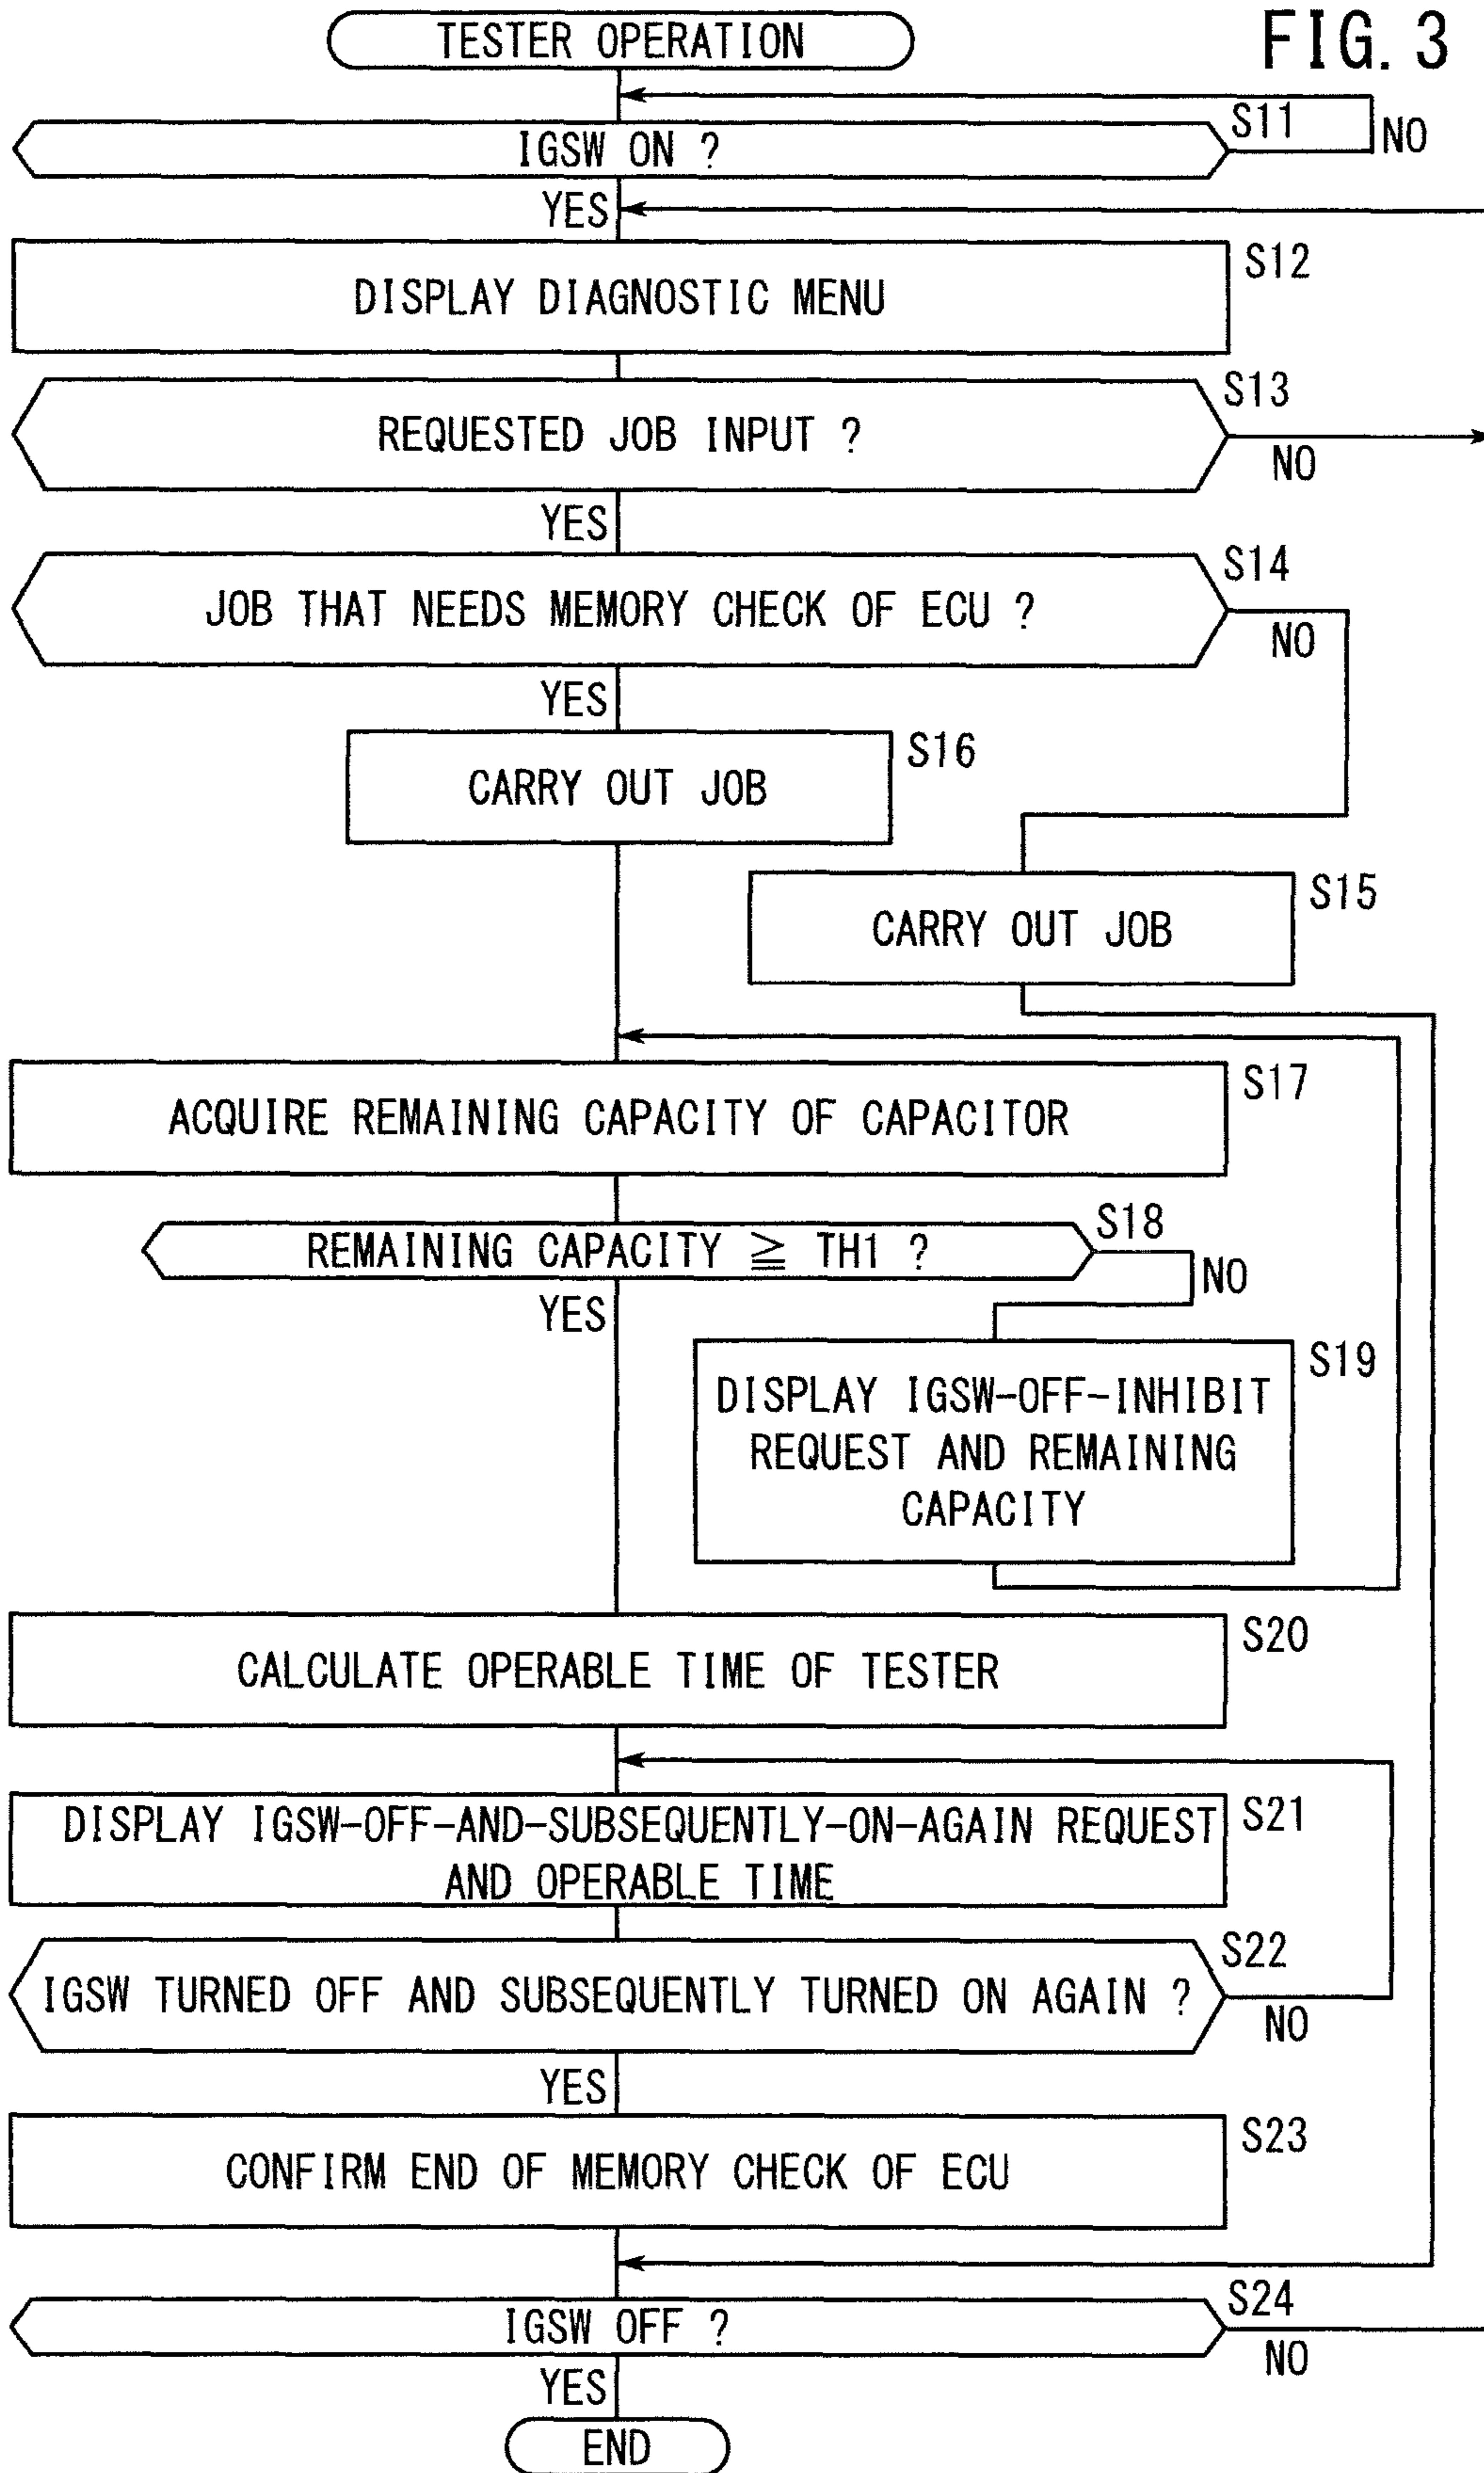 FIG. 3
TESTER OPERATION
IGSW ON ?
S11
NO
YES
DISPLAY DIAGNOSTIC MENU
S12
REQUESTED JOB INPUT ?
S13
NO
YES
JOB THAT NEEDS MEMORY CHECK OF ECU ?
S14
NO
YES
CARRY OUT JOB
S16
CARRY OUT JOB
S15
ACQUIRE REMAINING CAPACITY OF CAPACITOR
S17
REMAINING CAPACITY ≧ TH1 ?
S18
NO
YES
DISPLAY IGSW-OFF-INHIBIT
REQUEST AND REMAINING
CAPACITY
S19
CALCULATE OPERABLE TIME OF TESTER
S20
DISPLAY IGSW-OFF-AND-SUBSEQUENTLY-ON-AGAIN REQUEST
AND OPERABLE TIME
S21
IGSW TURNED OFF AND SUBSEQUENTLY TURNED ON AGAIN ?
S22
NO
YES
CONFIRM END OF MEMORY CHECK OF ECU
S23
IGSW OFF ?
S24
NO
YES
END